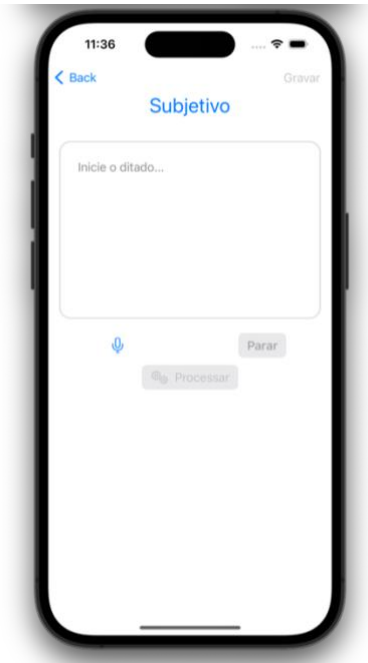 11:36
Back
Gravar
Subjetivo
Inicie o ditado...
Parar
Processar